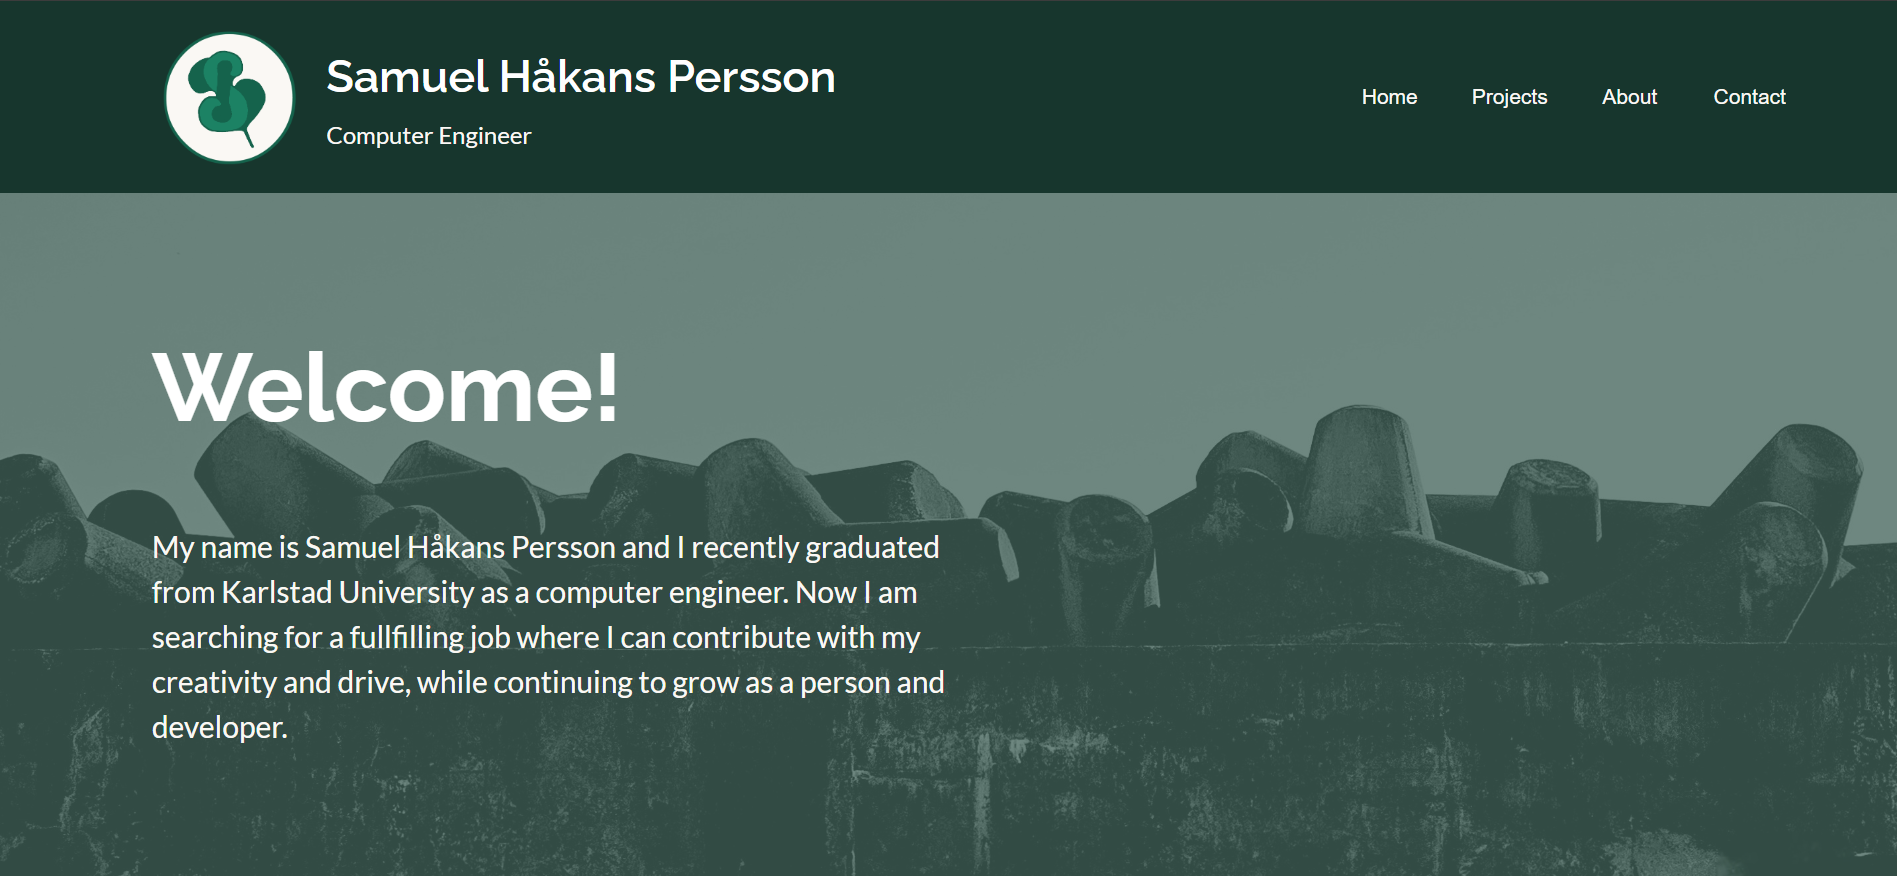 Samuel Håkans Persson
Computer Engineer
Home Projects About Contact
Welcome!
My name is Samuel Håkans Persson and I recently graduated
from Karlstad University as a computer engineer. Now I am
searching for a fullfilling job where I can contribute with my
creativity and drive, while continuing to grow as a person and
developer.